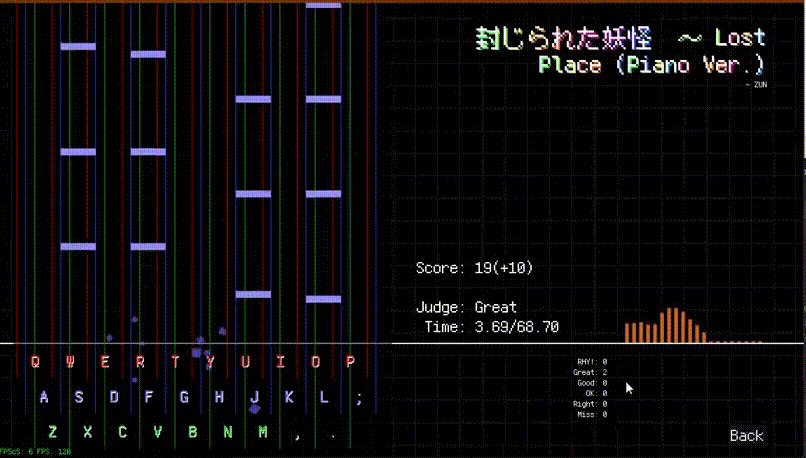 封じられた妖怪 ～ Lost
Place (Piano Ver.)
~ ZUN
Score: 19(+10)
Judge: Great
Time: 3.69/68.70
RHY!: 0
Great: 2
Good: 0
OK: 0
Right: 0
Miss: 0
Q W E R T Y U I O P
A S D F G H J K L ;
Z X C V B N M , .
Back
FPScS: 6 FPS: 120